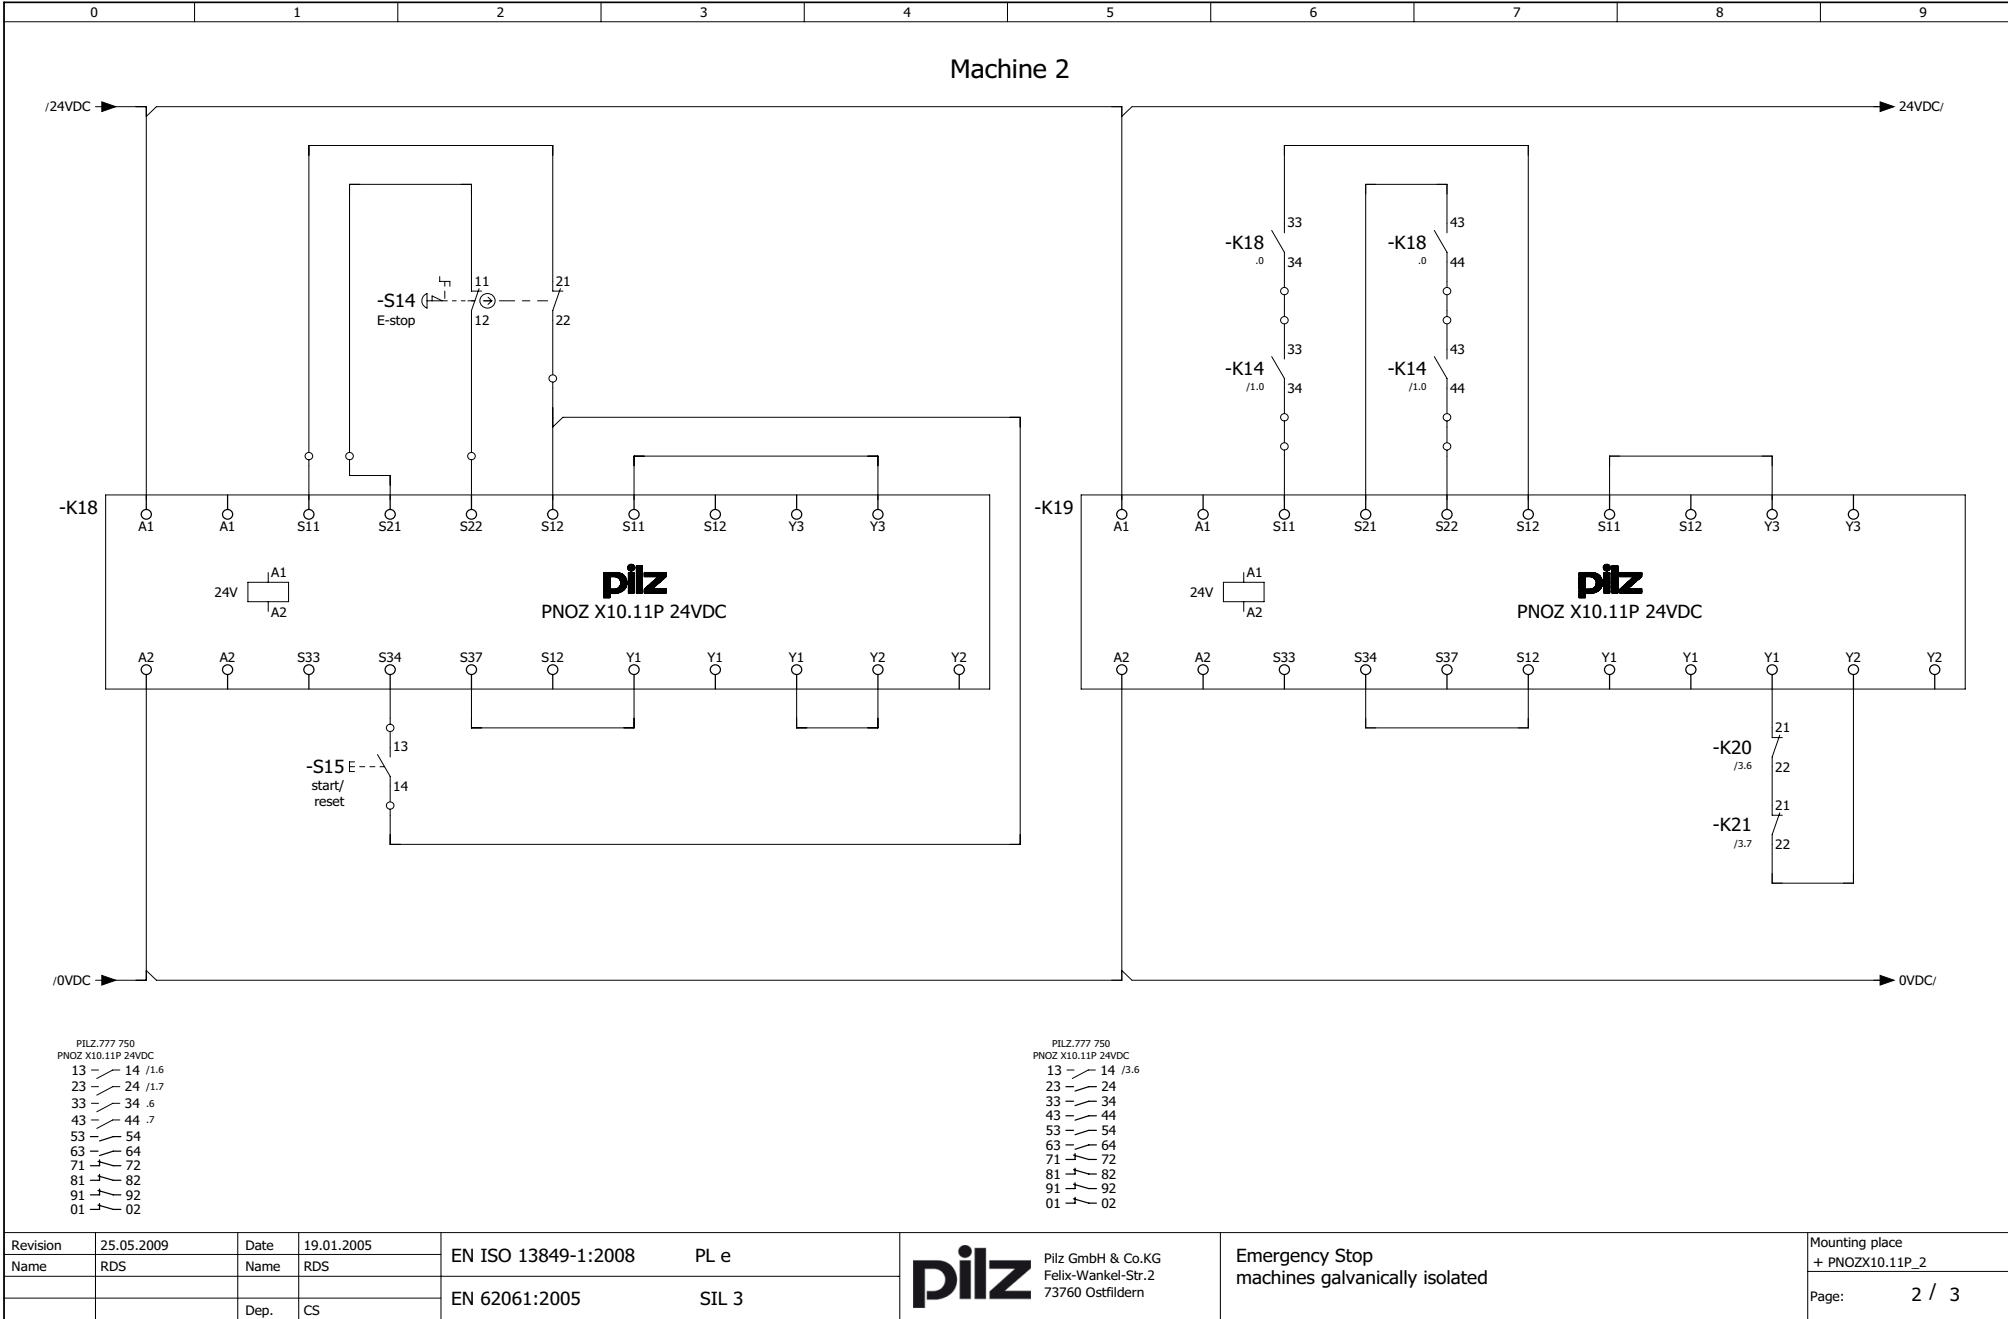 0 1 2 3 4 5 6 7 8 9
Machine 2
/24VDC
24VDC/
-S14
E-stop
11
12
21
22
-K18
.0
33
34
-K18
.0
43
44
-K14
/1.0
33
34
-K14
/1.0
43
44
-K18
A1 A1 S11 S21 S22 S12 S11 S12 Y3 Y3
24V
A1
A2
pilz
PNOZ X10.11P 24VDC
A2 A2 S33 S34 S37 S12 Y1 Y1 Y1 Y2 Y2
-K19
A1 A1 S11 S21 S22 S12 S11 S12 Y3 Y3
24V
A1
A2
pilz
PNOZ X10.11P 24VDC
A2 A2 S33 S34 S37 S12 Y1 Y1 Y1 Y2 Y2
-S15
start/
reset
13
14
-K20
/3.6
21
22
-K21
/3.7
21
22
/0VDC
0VDC/
PILZ.777 750
PNOZ X10.11P 24VDC
13 14 /1.6
23 24 /1.7
33 34 .6
43 44 .7
53 54
63 64
71 72
81 82
91 92
01 02
PILZ.777 750
PNOZ X10.11P 24VDC
13 14 /3.6
23 24
33 34
43 44
53 54
63 64
71 72
81 82
91 92
01 02
Revision 25.05.2009 Date 19.01.2005
Name RDS Name RDS
Dep. CS
EN ISO 13849-1:2008 PL e
EN 62061:2005 SIL 3
pilz
Pilz GmbH & Co.KG
Felix-Wankel-Str.2
73760 Ostfildern
Emergency Stop
machines galvanically isolated
Mounting place
+ PNOZX10.11P_2
Page: 2 / 3